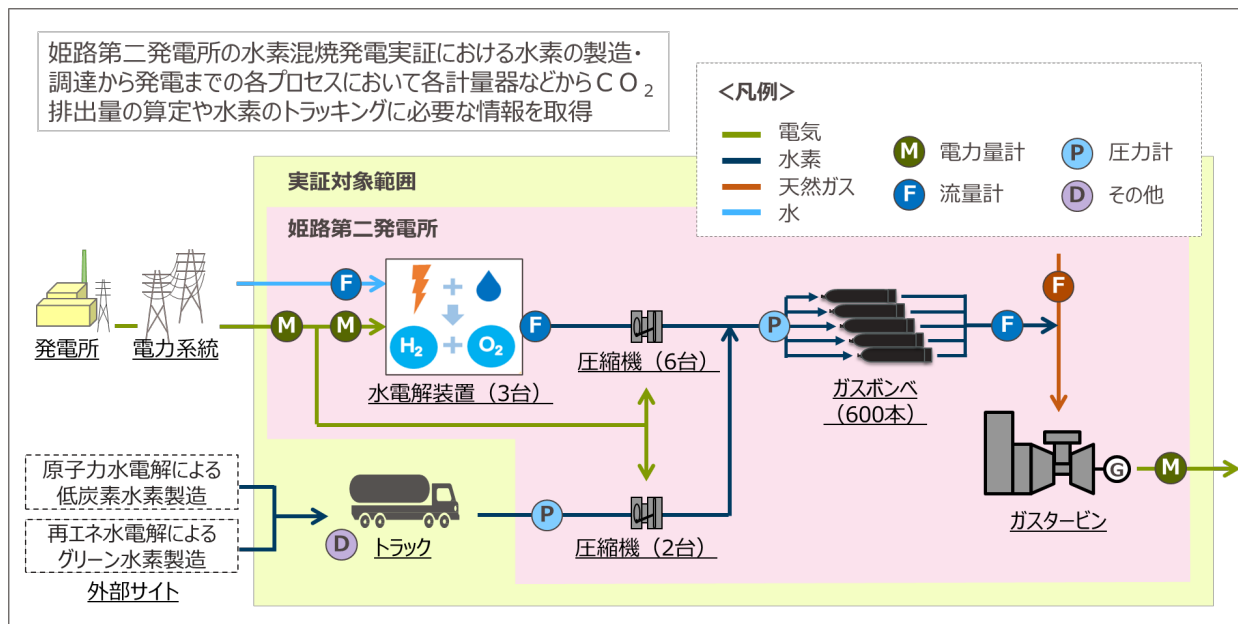 姫路第二発電所の水素混焼発電実証における水素の製造・
調達から発電までの各プロセスにおいて各計量器などからＣＯ₂
排出量の算定や水素のトラッキングに必要な情報を取得
＜凡例＞
電気
水素
天然ガス
水
M 電力量計
F 流量計
P 圧力計
D その他
実証対象範囲
姫路第二発電所
発電所
電力系統
F
M
M
H₂
O₂
F
水電解装置（3台）
圧縮機（6台）
P
ガスボンベ
（600本）
F
F
G
M
ガスタービン
原子力水電解による
低炭素水素製造
再エネ水電解による
グリーン水素製造
外部サイト
D
トラック
P
圧縮機（2台）